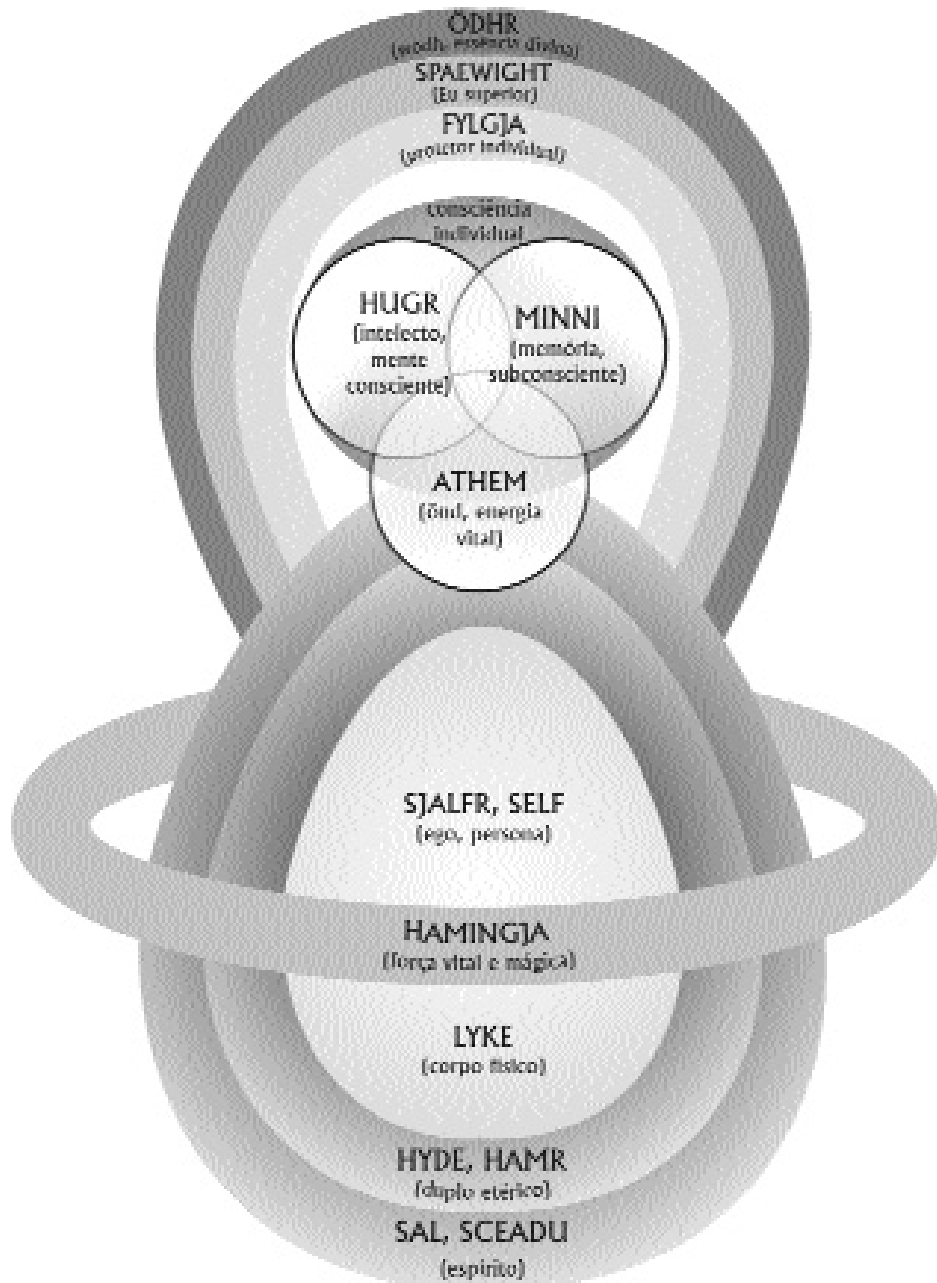 ÖDHR
(wodh, essência divina)
SPAEWIGHT
(Eu superior)
FYLGJA
(protetor individual)
consciência
individual
HUGR
(intelecto,
mente
consciente)
MINNI
(memória,
subconsciente)
ATHEM
(önd, energia
vital)
SJALFR, SELF
(ego, persona)
HAMINGJA
(força vital e mágica)
LYKE
(corpo físico)
HYDE, HAMR
(duplo etérico)
SAL, SCEADU
(espírito)